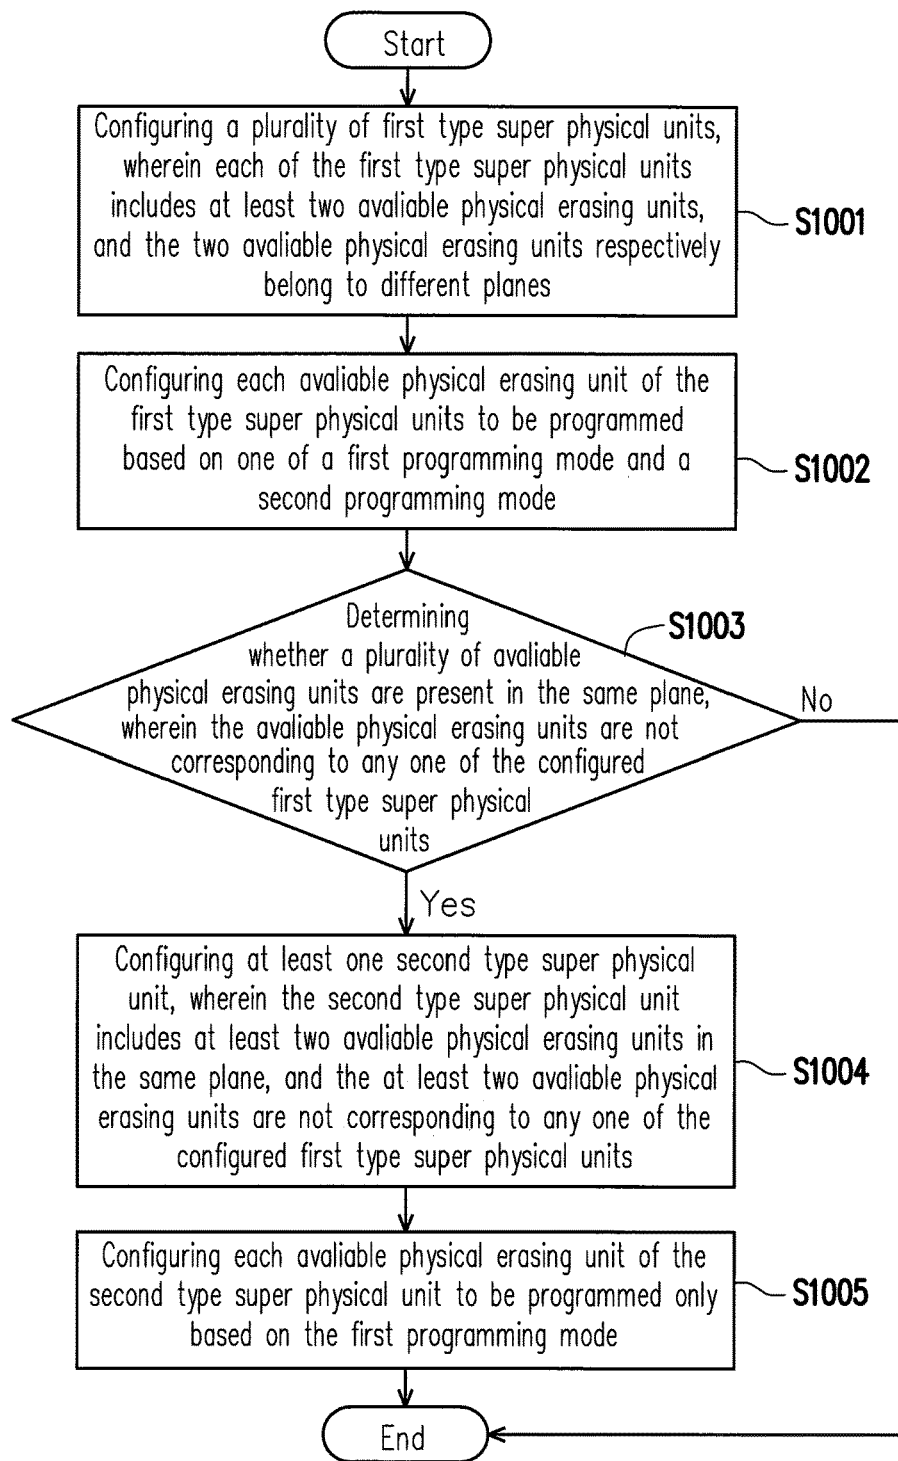 Start
Configuring a plurality of first type super physical units,
wherein each of the first type super physical units
includes at least two avaliable physical erasing units,
and the two avaliable physical erasing units respectively
belong to different planes
S1001
Configuring each avaliable physical erasing unit of the
first type super physical units to be programmed
based on one of a first programming mode and a
second programming mode
S1002
Determining
whether a plurality of avaliable
physical erasing units are present in the same plane,
wherein the avaliable physical erasing units are not
corresponding to any one of the configured
first type super physical
units
S1003
No
Yes
Configuring at least one second type super physical
unit, wherein the second type super physical unit
includes at least two avaliable physical erasing units in
the same plane, and the at least two avaliable physical
erasing units are not corresponding to any one of the
configured first type super physical units
S1004
Configuring each avaliable physical erasing unit of the
second type super physical unit to be programmed only
based on the first programming mode
S1005
End